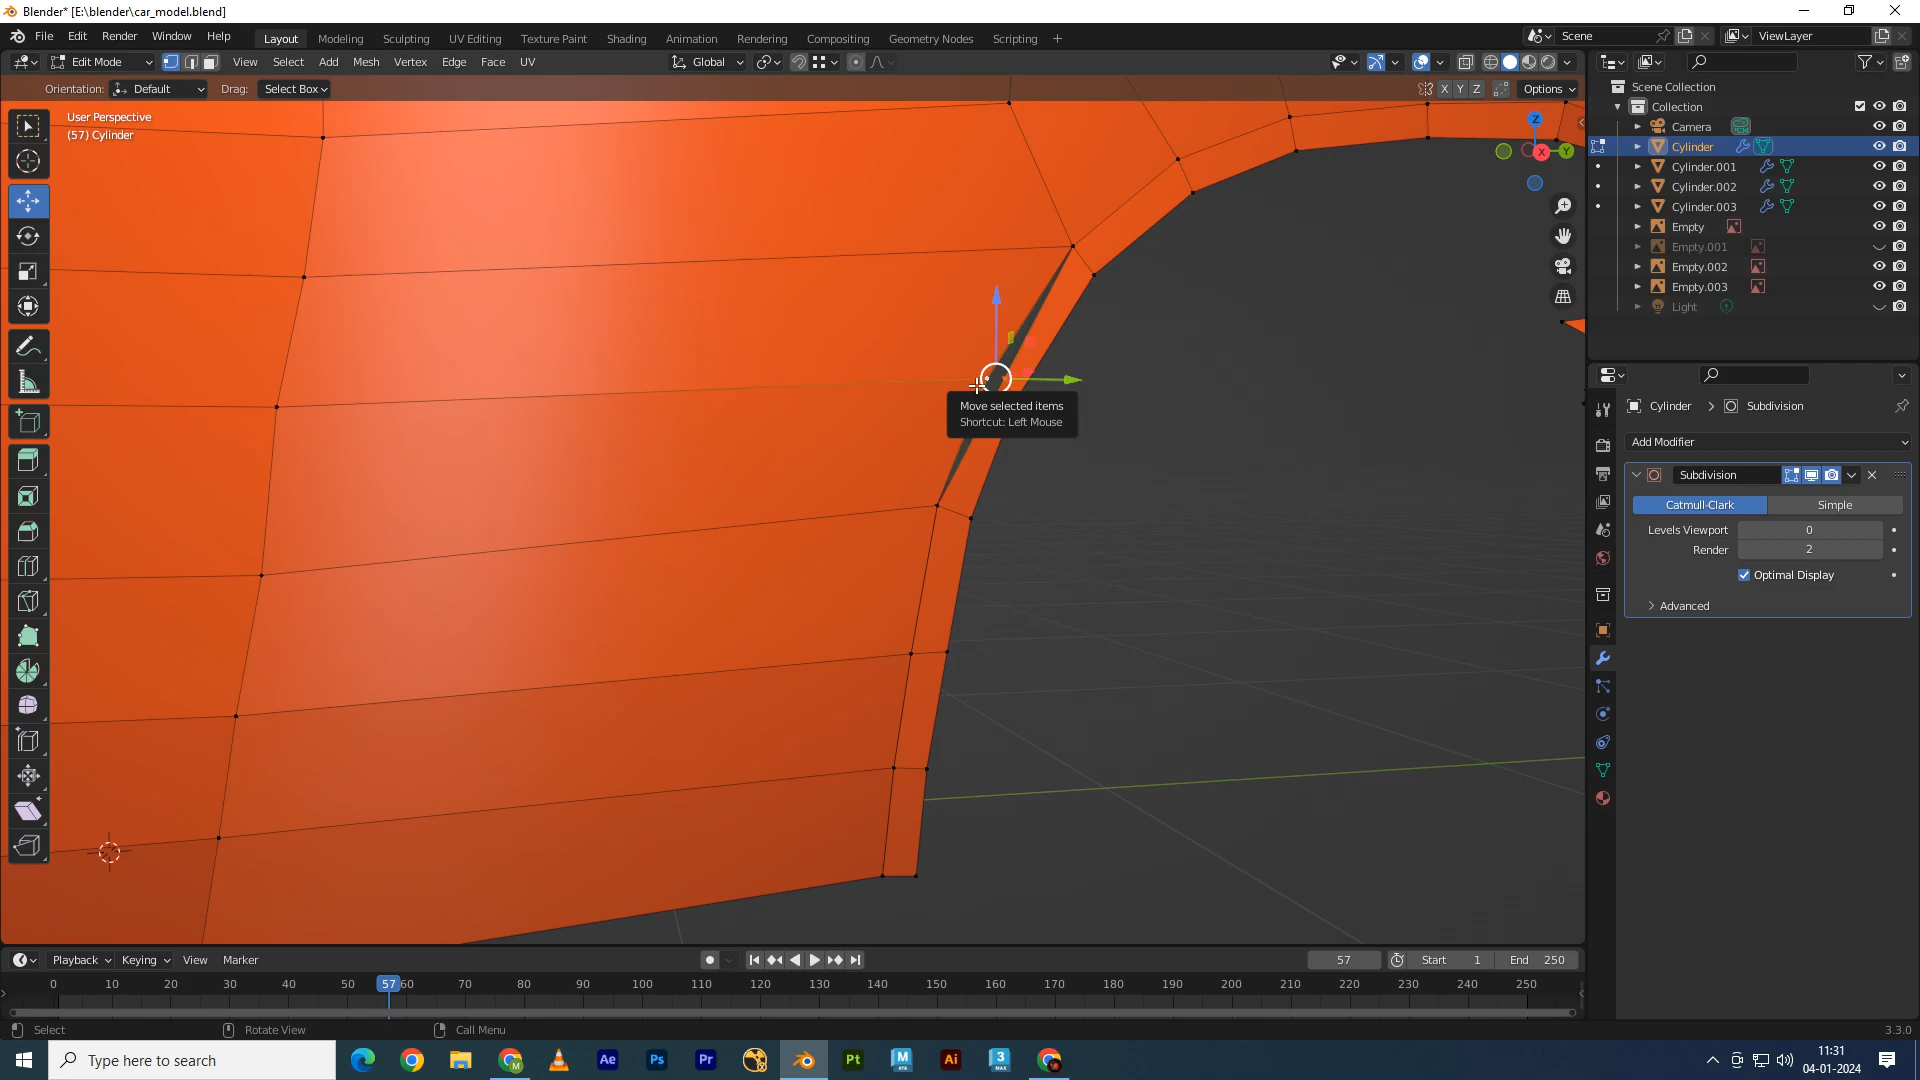 Blender* [E:\blender\car_model.blend]
File Edit Render Window Help Layout Modeling Sculpting UV Editing Texture Paint Shading Animation Rendering Compositing Geometry Nodes Scripting + Scene ViewLayer
Edit Mode View Select Add Mesh Vertex Edge Face UV Global
Orientation: Default Drag: Select Box X Y Z Options
User Perspective
(57) Cylinder
Z
X
Y
Move selected items
Shortcut: Left Mouse
Scene Collection
Collection
Camera
Cylinder
Cylinder.001
Cylinder.002
Cylinder.003
Empty
Empty.001
Empty.002
Empty.003
Light
Cylinder > Subdivision
Add Modifier
Subdivision
Catmull-Clark Simple
Levels Viewport 0
Render 2
Optimal Display
Advanced
Playback Keying View Marker 57 Start 1 End 250
0 10 20 30 40 50 57 60 70 80 90 100 110 120 130 140 150 160 170 180 190 200 210 220 230 240 250
Select Rotate View Call Menu 3.3.0
Type here to search
Ae Ps Pr Pt M Ai 3
11:31
04-01-2024